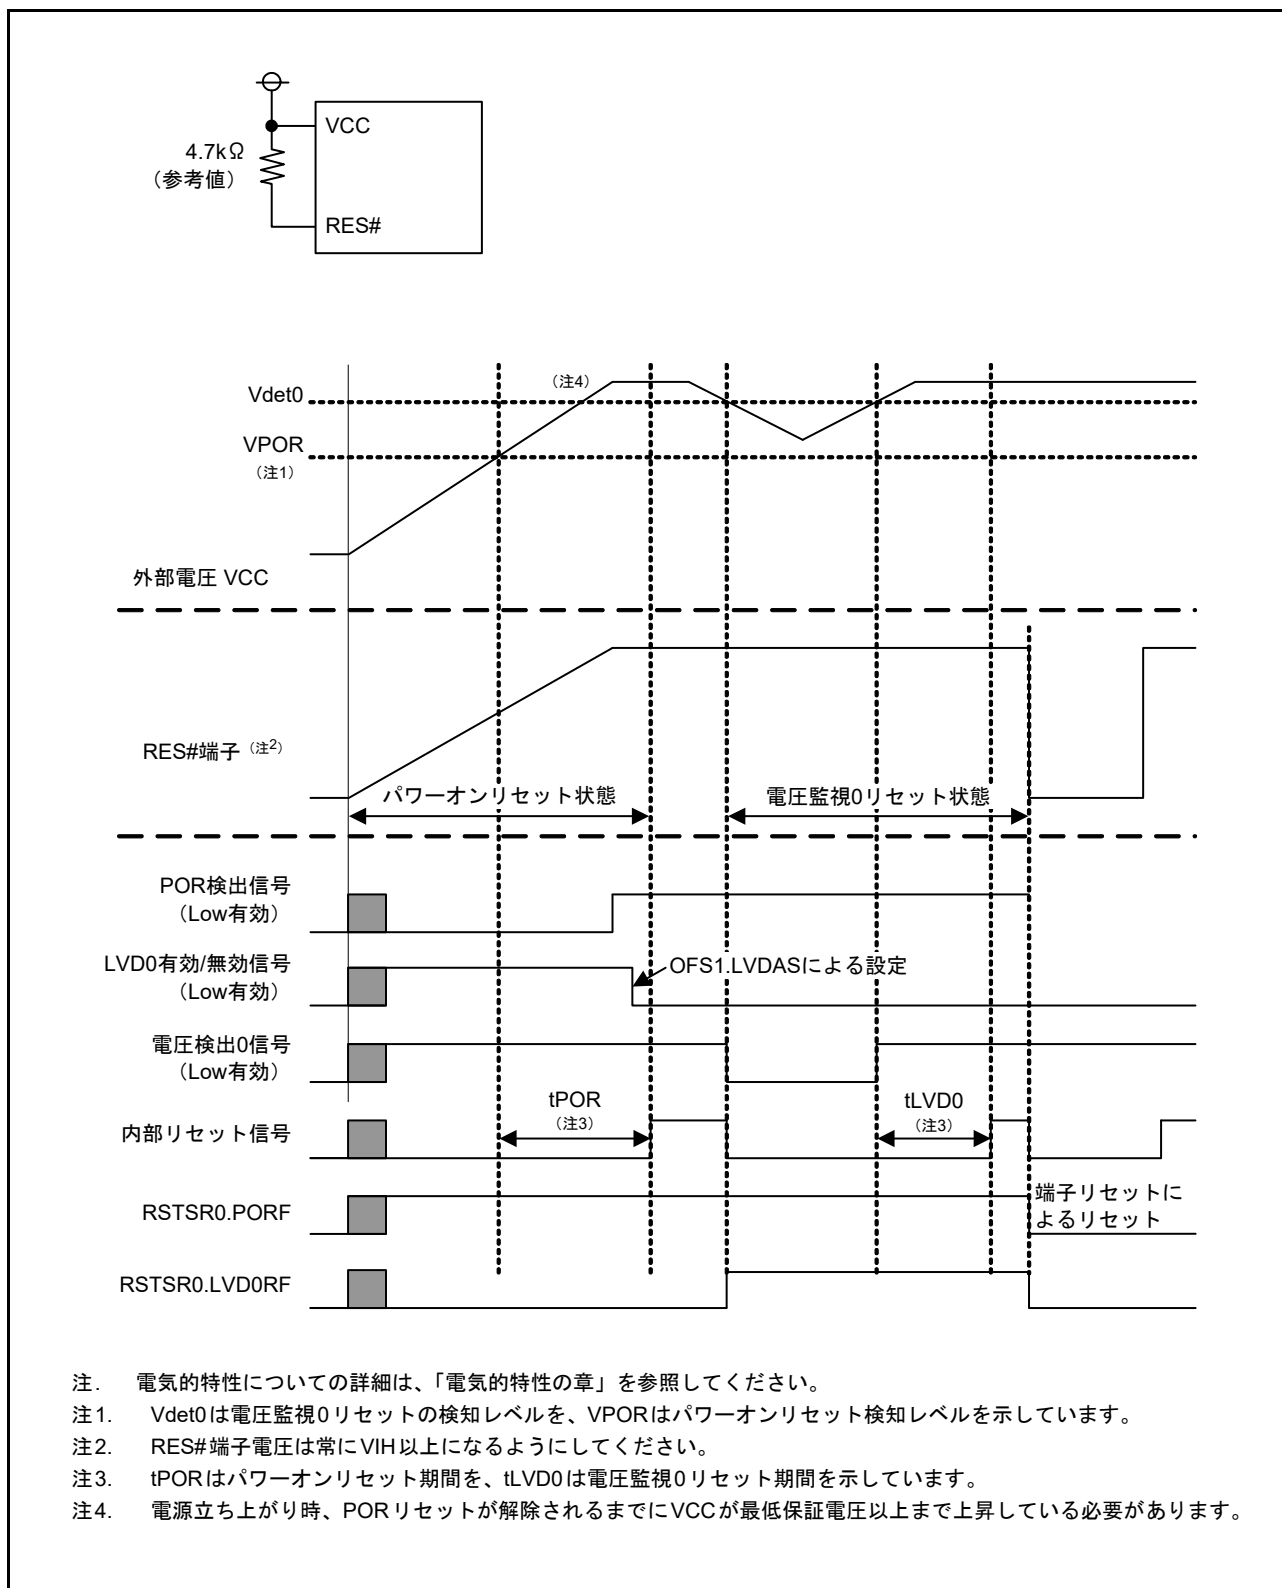 VCC
4.7kΩ
（参考値）
RES#
Vdet0
（注4）
VPOR
（注1）
外部電圧 VCC
RES#端子（注2）
パワーオンリセット状態
電圧監視0リセット状態
POR検出信号
（Low有効）
LVD0有効/無効信号
（Low有効）
OFS1.LVDASによる設定
電圧検出0信号
（Low有効）
tPOR
（注3）
tLVD0
（注3）
内部リセット信号
RSTSR0.PORF
端子リセットに
よるリセット
RSTSR0.LVD0RF
注. 電気的特性についての詳細は、「電気的特性の章」を参照してください。
注1. Vdet0は電圧監視0リセットの検知レベルを、VPORはパワーオンリセット検知レベルを示しています。
注2. RES#端子電圧は常にVIH以上になるようにしてください。
注3. tPORはパワーオンリセット期間を、tLVD0は電圧監視0リセット期間を示しています。
注4. 電源立ち上がり時、PORリセットが解除されるまでにVCCが最低保証電圧以上まで上昇している必要があります。